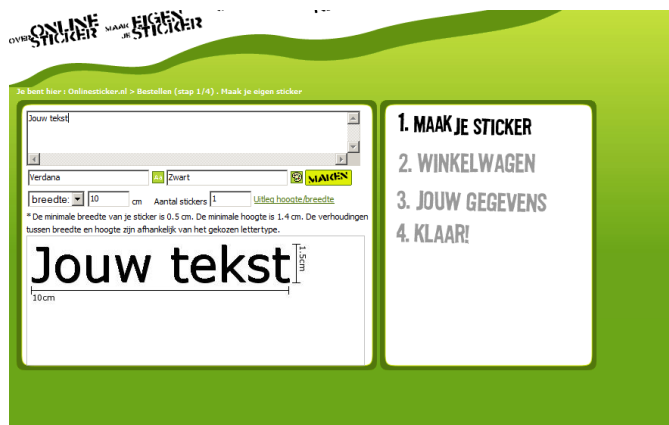 OVER ONLINE STICKER MAAK JE EIGEN STICKER
Je bent hier : Onlinesticker.nl > Bestellen (stap 1/4) . Maak je eigen sticker
Jouw tekst
Verdana Aa Zwart MAKEN
breedte: 10 cm Aantal stickers 1 Uitleg hoogte/breedte
* De minimale breedte van je sticker is 0.5 cm. De minimale hoogte is 1.4 cm. De verhoudingen
tussen breedte en hoogte zijn afhankelijk van het gekozen lettertype.
Jouw tekst
1.5cm
10cm
1. MAAK JE STICKER
2. WINKELWAGEN
3. JOUW GEGEVENS
4. KLAAR!